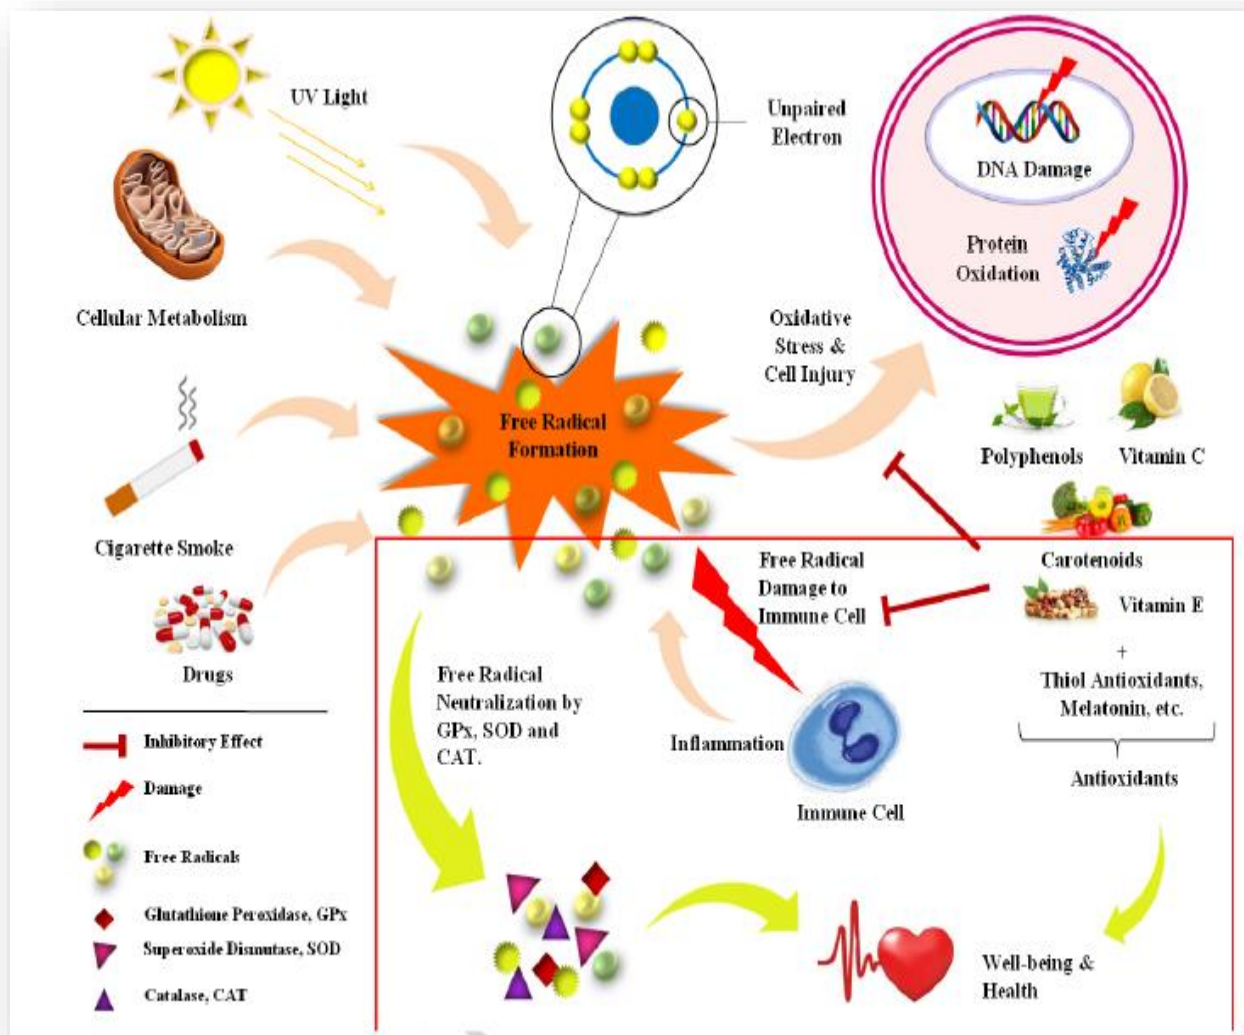 UV Light
Unpaired
Electron
DNA Damage
Protein
Oxidation
Cellular Metabolism
Oxidative
Stress &
Cell Injury
Free Radical
Formation
Polyphenols
Vitamin C
Cigarette Smoke
Drugs
Free Radical
Damage to
Immune Cell
Carotenoids
Vitamin E
+
Thiol Antioxidants,
Melatonin, etc.
Antioxidants
Free Radical
Neutralization by
GPx, SOD and
CAT.
Inflammation
Immune Cell
Inhibitory Effect
Damage
Free Radicals
Glutathione Peroxidase, GPx
Superoxide Dismutase, SOD
Catalase, CAT
Well-being &
Health